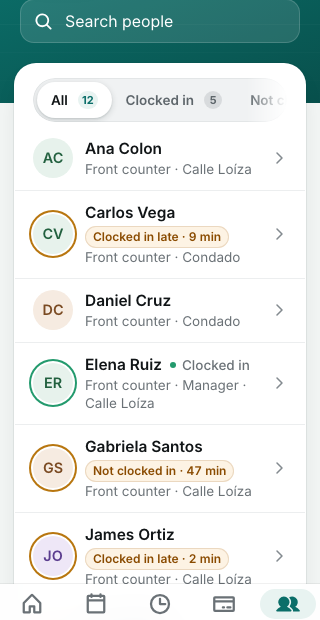 Search people
All 12 Clocked in 5 Not c
AC Ana Colon
Front counter · Calle Loíza
CV Carlos Vega
Clocked in late · 9 min
Front counter · Condado
DC Daniel Cruz
Front counter · Condado
ER Elena Ruiz • Clocked in
Front counter · Manager ·
Calle Loíza
GS Gabriela Santos
Not clocked in · 47 min
Front counter · Calle Loíza
JO James Ortiz
Clocked in late · 2 min
Front counter · Calle Loíza